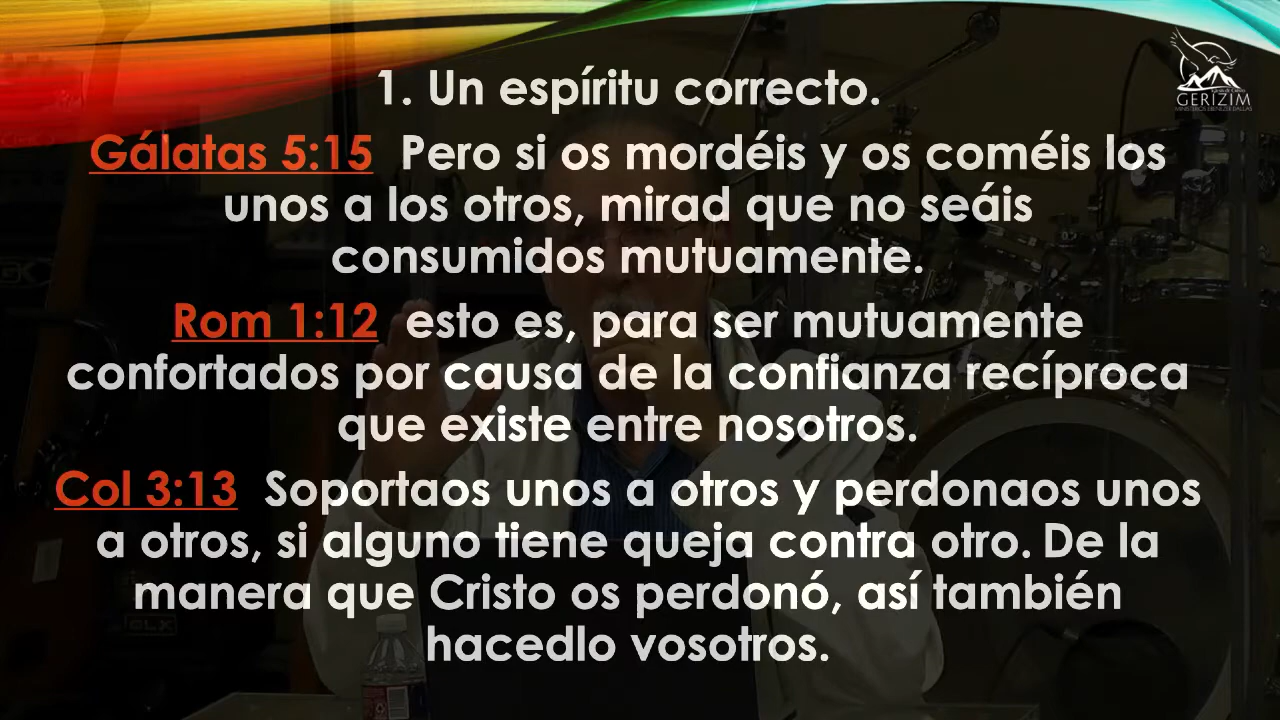 1. Un espíritu correcto.
Gálatas 5:15 Pero si os mordéis y os coméis los
unos a los otros, mirad que no seáis
consumidos mutuamente.
Rom 1:12 esto es, para ser mutuamente
confortados por causa de la confianza recíproca
que existe entre nosotros.
Col 3:13 Soportaos unos a otros y perdonaos unos
a otros, si alguno tiene queja contra otro. De la
manera que Cristo os perdonó, así también
hacedlo vosotros.
GERIZIM
MINISTERIOS EBENEZER DALLAS